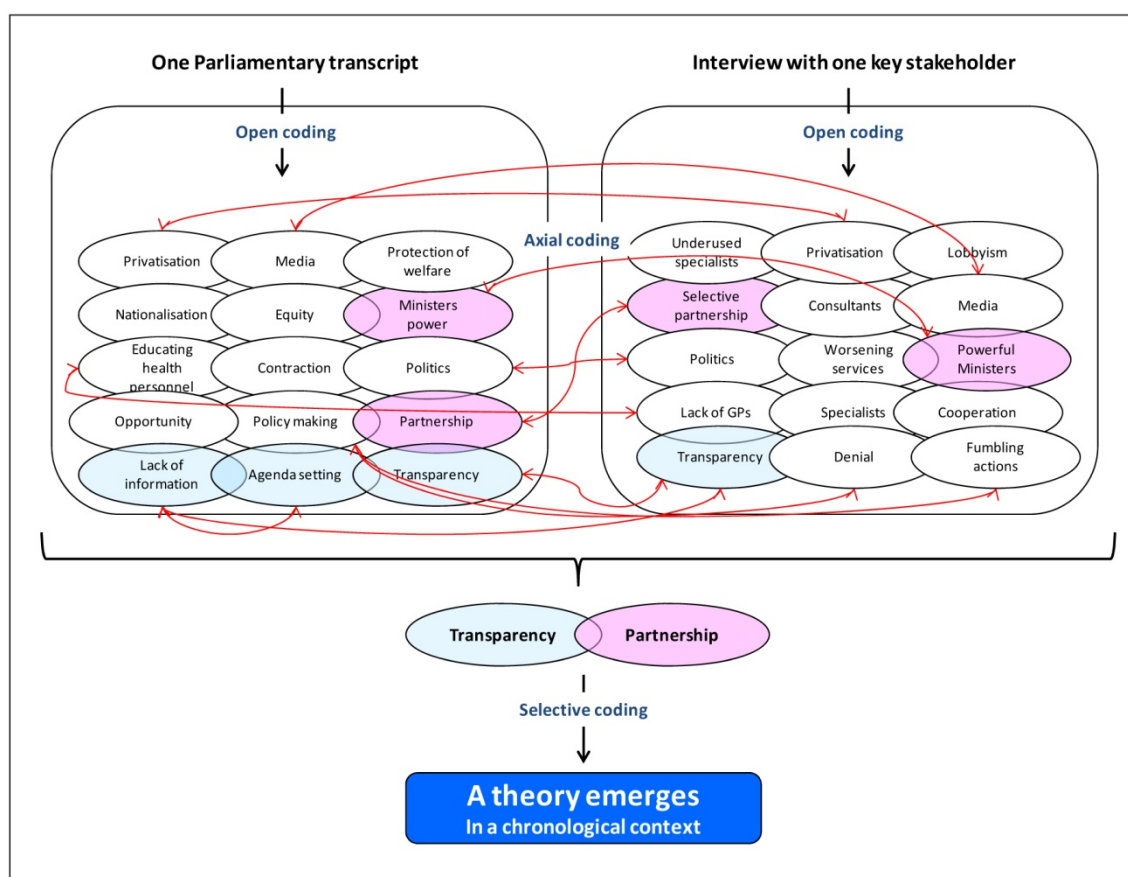 One Parliamentary transcript
Open coding
Privatisation
Media
Protection of
welfare
Nationalisation
Equity
Ministers
power
Educating
health
personnel
Contraction
Politics
Opportunity
Policy making
Partnership
Lack of
information
Agenda setting
Transparency
Axial coding
Interview with one key stakeholder
Open coding
Underused
specialists
Privatisation
Lobbyism
Selective
partnership
Consultants
Media
Politics
Worsening
services
Powerful
Ministers
Lack of GPs
Specialists
Cooperation
Transparency
Denial
Fumbling
actions
Transparency
Partnership
Selective coding
A theory emerges
In a chronological context